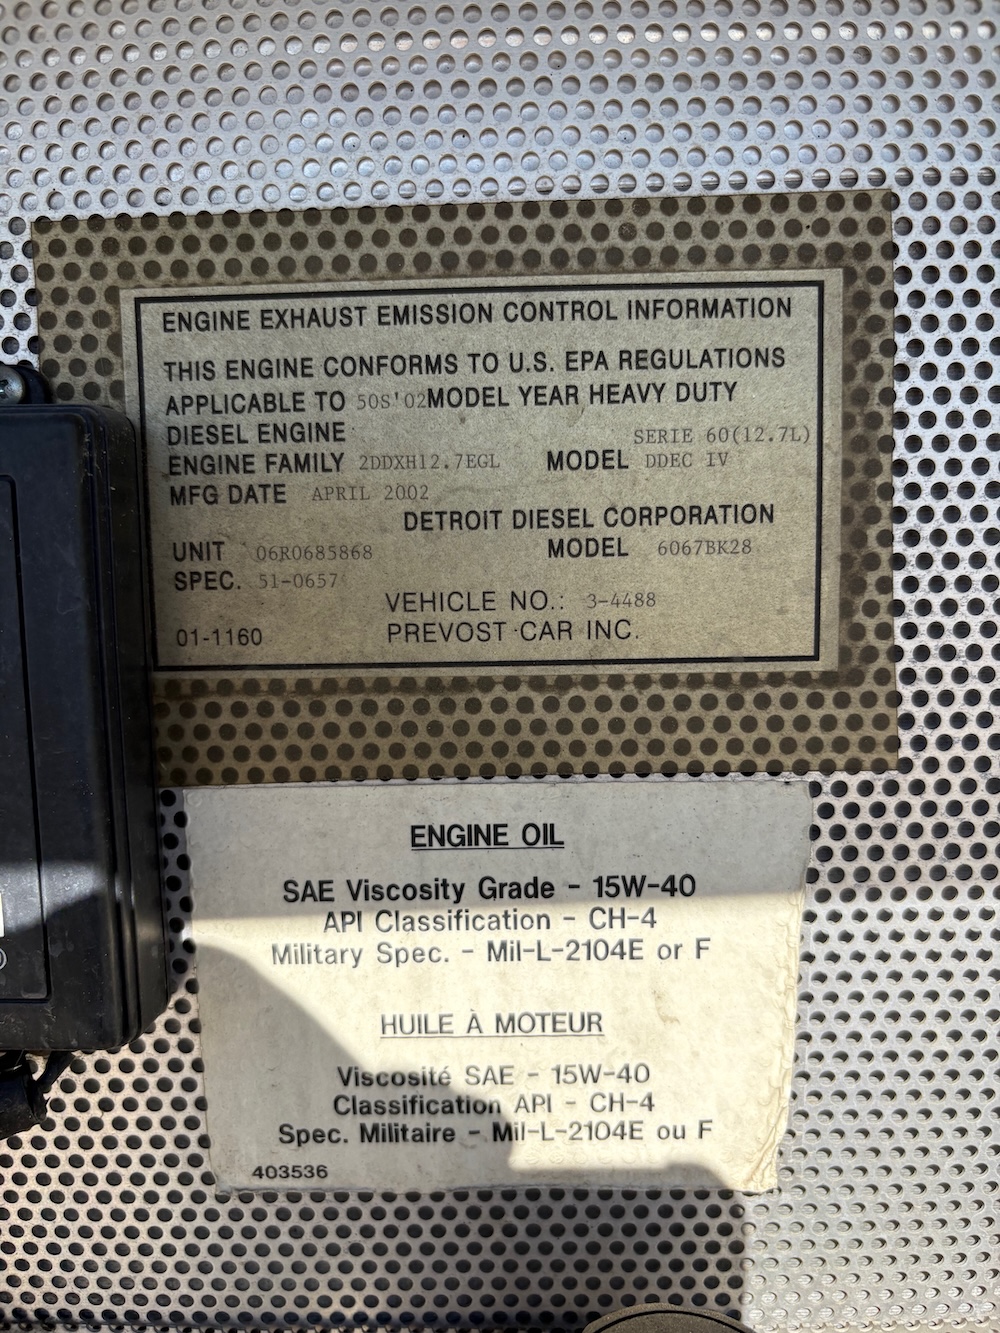 ENGINE EXHAUST EMISSION CONTROL INFORMATION
THIS ENGINE CONFORMS TO U.S. EPA REGULATIONS
APPLICABLE TO 50S'02 MODEL YEAR HEAVY DUTY
DIESEL ENGINE SERIE 60(12.7L)
ENGINE FAMILY 2DDXH12.7EGL MODEL DDEC IV
MFG DATE APRIL 2002
DETROIT DIESEL CORPORATION
UNIT 06R0685868 MODEL 6067BK28
SPEC. 51-0657
VEHICLE NO.: 3-4488
01-1160 PREVOST CAR INC.
ENGINE OIL
SAE Viscosity Grade - 15W-40
API Classification - CH-4
Military Spec. - Mil-L-2104E or F
HUILE À MOTEUR
Viscosité SAE - 15W-40
Classification API - CH-4
Spec. Militaire - Mil-L-2104E ou F
403536